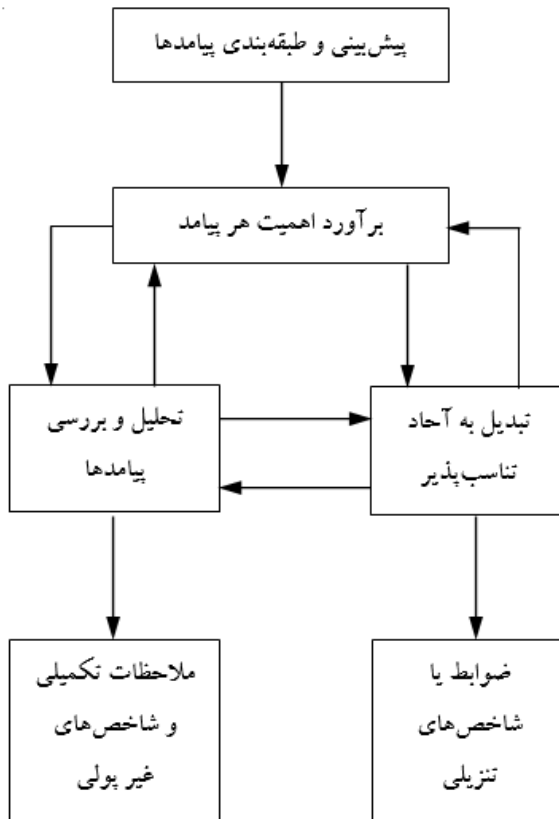 پیش‌بینی و طبقه‌بندی پیامدها
برآورد اهمیت هر پیامد
تبدیل به آحاد
تناسب‌پذیر
تحلیل و بررسی
پیامدها
ضوابط یا
شاخص‌های
تنزیلی
ملاحظات تکمیلی
و شاخص‌های
غیر پولی